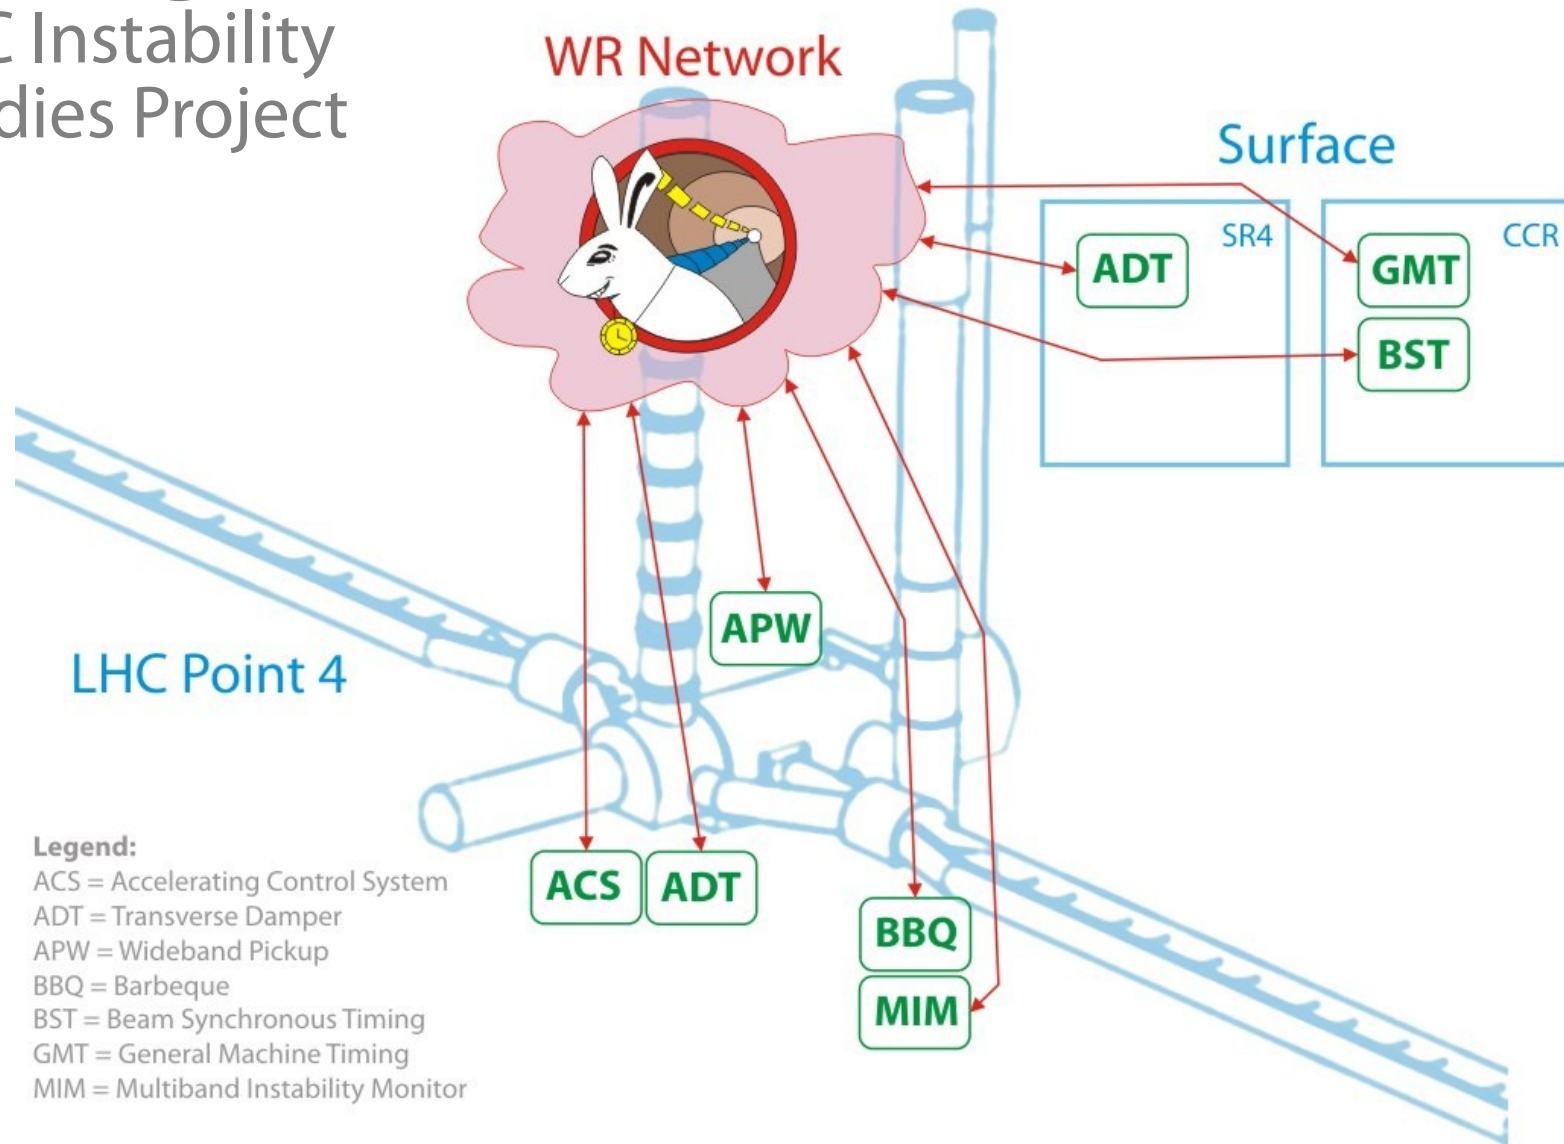 C Instability
dies Project
WR Network
Surface
SR4
CCR
ADT
GMT
BST
APW
LHC Point 4
ACS
ADT
BBQ
MIM
Legend:
ACS = Accelerating Control System
ADT = Transverse Damper
APW = Wideband Pickup
BBQ = Barbeque
BST = Beam Synchronous Timing
GMT = General Machine Timing
MIM = Multiband Instability Monitor